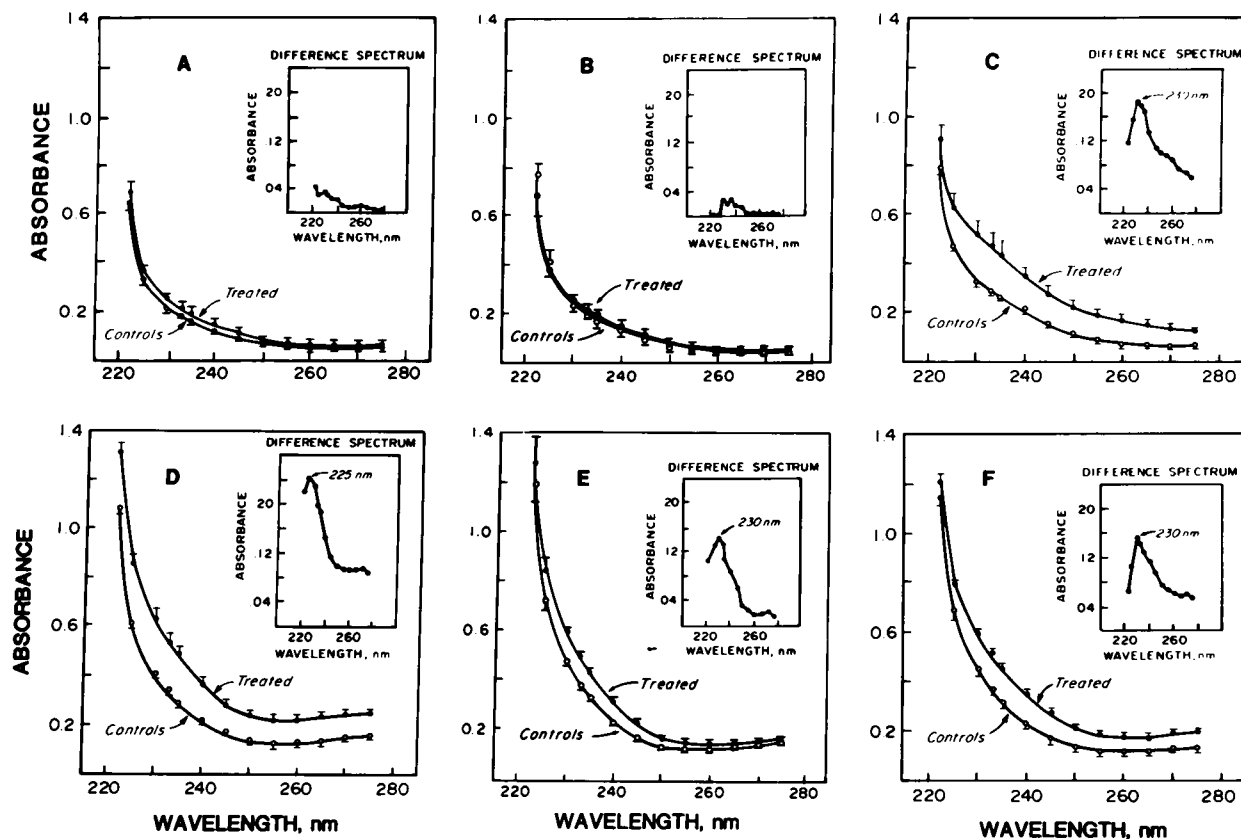 A
DIFFERENCE SPECTRUM
ABSORBANCE
20
12
04
220 260
WAVELENGTH, nm
Treated
Controls
ABSORBANCE
1.4
1.0
0.6
0.2
220 240 260 280
B
DIFFERENCE SPECTRUM
ABSORBANCE
20
12
04
220 260
WAVELENGTH, nm
Treated
Controls
1.4
1.0
0.6
0.2
220 240 260 280
C
DIFFERENCE SPECTRUM
ABSORBANCE
20
12
04
230 nm
220 260
WAVELENGTH, nm
Treated
Controls
1.4
1.0
0.6
0.2
220 240 260 280
D
DIFFERENCE SPECTRUM
ABSORBANCE
20
12
04
225 nm
220 260
WAVELENGTH, nm
Treated
Controls
ABSORBANCE
1.4
1.0
0.6
0.2
220 240 260 280
WAVELENGTH, nm
E
DIFFERENCE SPECTRUM
ABSORBANCE
20
12
04
230 nm
220 260
WAVELENGTH, nm
Treated
Controls
1.4
1.0
0.6
0.2
220 240 260 280
WAVELENGTH, nm
F
DIFFERENCE SPECTRUM
ABSORBANCE
20
12
04
230 nm
220 260
WAVELENGTH, nm
Treated
Controls
1.4
1.0
0.6
0.2
220 240 260 280
WAVELENGTH, nm